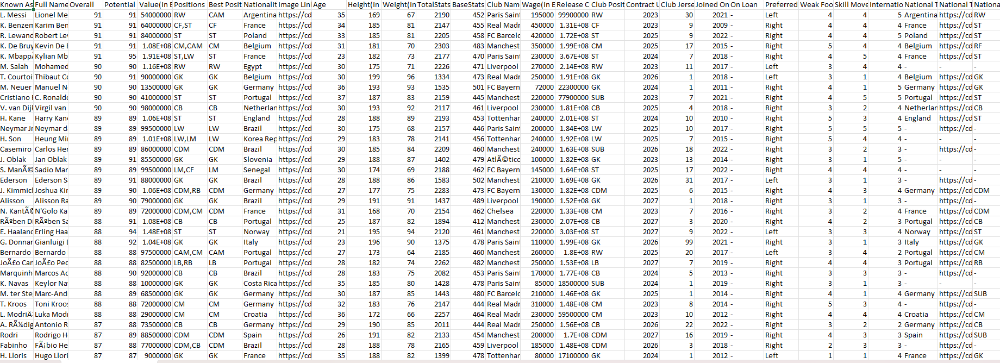 Known As Full Name Overall Potential Value(in E Positions Best Posit Nationalit Image Linl Age Height(in Weight(in TotalStats BaseStats Club Nam Wage(in E Release C Club Posit Contract U Club Jerse Joined On On Loan Preferred Weak Foo Skill Move Internatio National T National T Nationa
L. Messi Lionel Me 91 91 54000000 RW CAM Argentina https://cd 35 169 67 2190 452 Paris Saint 195000 99900000 RW 2023 30 2021 - Left 4 4 5 Argentina https://cd RW
K. Benzem Karim Ben 91 91 64000000 CF,ST CF France https://cd 34 185 81 2147 455 Real Madr 450000 1.31E+08 CF 2023 9 2009 - Right 4 4 4 France https://cd ST
R. Lewand Robert Lev 91 91 84000000 ST ST Poland https://cd 33 185 81 2205 458 FC Barcelo 420000 1.72E+08 ST 2025 9 2022 - Right 4 4 5 Poland https://cd ST
K. De Bruy Kevin De B 91 91 1.08E+08 CM,CAM CM Belgium https://cd 31 181 70 2303 483 Manchest 350000 1.99E+08 CM 2025 17 2015 - Right 5 4 4 Belgium https://cd RF
K. MbappÃ Kylian Mb 91 95 1.91E+08 ST,LW ST France https://cd 23 182 73 2177 470 Paris Saint 230000 3.67E+08 ST 2024 7 2018 - Right 4 5 4 France https://cd ST
M. Salah Mohamed 90 90 1.16E+08 RW RW Egypt https://cd 30 175 71 2226 471 Liverpool 270000 2.14E+08 RW 2023 11 2017 - Left 3 4 4 - - -
T. Courtoi Thibaut Co 90 91 90000000 GK GK Belgium https://cd 30 199 96 1334 473 Real Madr 250000 1.91E+08 GK 2026 1 2018 - Left 3 1 4 Belgium https://cd GK
M. Neuer Manuel N 90 90 13500000 GK GK Germany https://cd 36 193 93 1535 501 FC Bayern 72000 22300000 GK 2024 1 2011 - Right 4 1 5 Germany https://cd GK
Cristiano F C. Ronaldo 90 90 41000000 ST ST Portugal https://cd 37 187 83 2159 445 Manchest 220000 77900000 SUB 2023 7 2021 - Right 4 5 5 Portugal https://cd ST
V. van Dijl Virgil van 90 90 98000000 CB CB Netherlan https://cd 30 193 92 2117 461 Liverpool 230000 1.81E+08 CB 2025 4 2018 - Right 3 2 4 Netherlan https://cd CB
H. Kane Harry Kan 89 89 1.06E+08 ST ST England https://cd 28 188 89 2193 453 Tottenhar 240000 2.01E+08 ST 2024 10 2010 - Right 5 3 4 England https://cd ST
Neymar Jr Neymar d 89 89 99500000 LW LW Brazil https://cd 30 175 68 2157 446 Paris Saint 200000 1.84E+08 LW 2025 10 2017 - Right 5 5 5 - https://cd -
H. Son Heung Mi 89 89 1.01E+08 LW,LM LW Korea Rep https://cd 29 183 78 2141 456 Tottenhar 240000 1.92E+08 LW 2025 7 2015 - Right 5 4 4 - - -
Casemiro Carlos Her 89 89 86000000 CDM CDM Brazil https://cd 30 185 84 2209 460 Manchest 240000 1.63E+08 SUB 2026 18 2022 - Right 3 2 3 - https://cd -
J. Oblak Jan Oblak 89 91 85500000 GK GK Slovenia https://cd 29 188 87 1402 479 AtlÃ©tico 100000 1.82E+08 GK 2023 13 2014 - Right 3 1 5 - - -
S. ManÃ© Sadio Mar 89 89 99500000 LM,CF LM Senegal https://cd 30 174 69 2188 462 FC Bayern 145000 1.64E+08 ST 2025 17 2022 - Right 4 4 4 - - -
Ederson Ederson S 89 91 88000000 GK GK Brazil https://cd 28 188 86 1583 502 Manchest 210000 1.69E+08 GK 2026 31 2017 - Left 3 1 3 - https://cd -
J. Kimmich Joshua Kir 89 90 1.06E+08 CDM,RB CDM Germany https://cd 27 177 75 2283 473 FC Bayern 130000 1.82E+08 CDM 2025 6 2015 - Right 4 3 4 Germany https://cd CDM
Alisson Alisson Ra 89 90 79000000 GK GK Brazil https://cd 29 191 91 1437 489 Liverpool 190000 1.52E+08 GK 2027 1 2018 - Right 3 1 3 - https://cd -
N. KantÃ© N'Golo Ka 89 89 72000000 CDM,CM CDM France https://cd 31 168 70 2154 462 Chelsea 220000 1.33E+08 CM 2023 7 2016 - Right 3 2 4 France https://cd CDM
RÃºben Di RÃºben Sa 88 91 1.08E+08 CB CB Portugal https://cd 25 187 82 1894 412 Manchest 230000 2.07E+08 CB 2027 3 2020 - Right 4 2 3 Portugal https://cd CB
E. Haaland Erling Haa 88 94 1.48E+08 ST ST Norway https://cd 21 195 94 2120 461 Manchest 220000 3.03E+08 ST 2027 9 2022 - Left 3 3 4 Norway https://cd ST
G. Donnar Gianluigi D 88 92 1.04E+08 GK GK Italy https://cd 23 196 90 1375 478 Paris Saint 110000 1.99E+08 GK 2026 99 2021 - Right 3 1 3 Italy https://cd GK
Bernardo Bernardo 88 88 97500000 CAM,CM CAM Portugal https://cd 27 173 64 2185 460 Manchest 260000 1.8E+08 RW 2025 20 2017 - Left 3 4 2 Portugal https://cd CM
JoÃ£o Can JoÃ£o Ped 88 88 82500000 LB,RB LB Portugal https://cd 28 182 74 2262 482 Manchest 250000 1.53E+08 LB 2027 7 2019 - Right 4 4 3 Portugal https://cd RB
Marquinh Marcos Ac 88 90 92000000 CB CB Brazil https://cd 28 183 75 2082 453 Paris Saint 170000 1.77E+08 CB 2024 5 2013 - Right 3 3 3 - https://cd -
K. Navas Keylor Na 88 88 10000000 GK GK Costa Rica https://cd 35 185 80 1428 478 Paris Saint 85000 18500000 SUB 2024 1 2019 - Right 3 1 3 - - -
M. ter Ste Marc-And 88 89 68500000 GK GK Germany https://cd 30 187 85 1443 480 FC Barcelo 210000 1.46E+08 GK 2025 1 2014 - Right 4 1 4 Germany https://cd SUB
T. Kroos Toni Kroos 88 88 72000000 CM CM Germany https://cd 32 183 76 2147 444 Real Madr 310000 1.48E+08 CM 2023 8 2014 - Right 5 3 4 - https://cd -
L. ModriÄ Luka Modr 88 88 29000000 CM CM Croatia https://cd 36 172 66 2257 464 Real Madr 230000 59500000 CM 2023 10 2012 - Right 4 4 4 Croatia https://cd CM
A. RÃ¼dig Antonio R 87 88 73500000 CB CB Germany https://cd 29 190 85 2011 444 Real Madr 250000 1.56E+08 CB 2026 22 2022 - Right 3 2 2 Germany https://cd CB
Rodri Rodrigo H 87 89 88500000 CDM CDM Spain https://cd 26 191 82 2133 454 Manchest 200000 1.7E+08 CDM 2027 16 2019 - Right 4 3 3 Spain https://cd SUB
Fabinho FÃ¡bio He 87 88 77000000 CDM,CB CDM Brazil https://cd 28 188 78 2165 459 Liverpool 185000 1.48E+08 CDM 2026 3 2018 - Right 2 3 3 - https://cd -
H. Lloris Hugo Llori 87 87 9000000 GK GK France https://cd 35 188 82 1399 478 Tottenhar 80000 17100000 GK 2024 1 2012 - Left 1 1 4 France https://cd GK